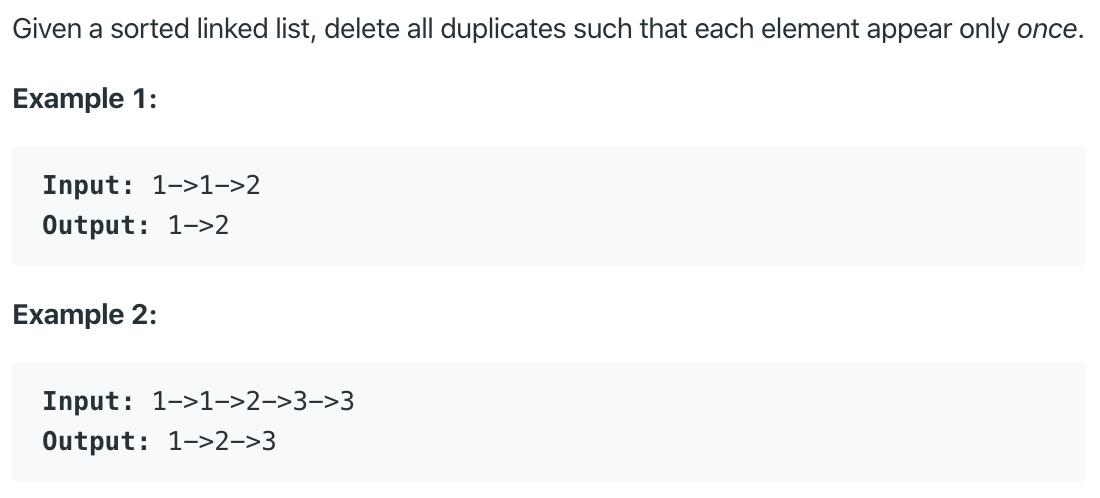 Given a sorted linked list, delete all duplicates such that each element appear only once.
Example 1:
Input: 1->1->2
Output: 1->2
Example 2:
Input: 1->1->2->3->3
Output: 1->2->3